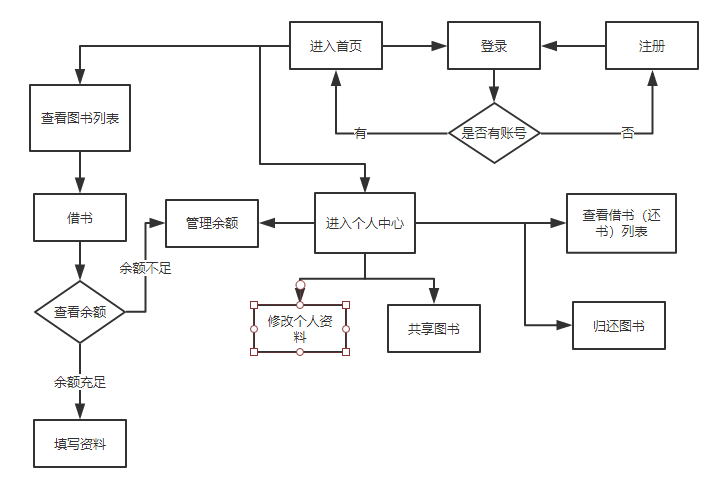 进入首页
登录
注册
查看图书列表
有
是否有账号
否
借书
管理余额
进入个人中心
查看借书（还
书）列表
余额不足
查看余额
修改个人资
料
共享图书
归还图书
余额充足
填写资料